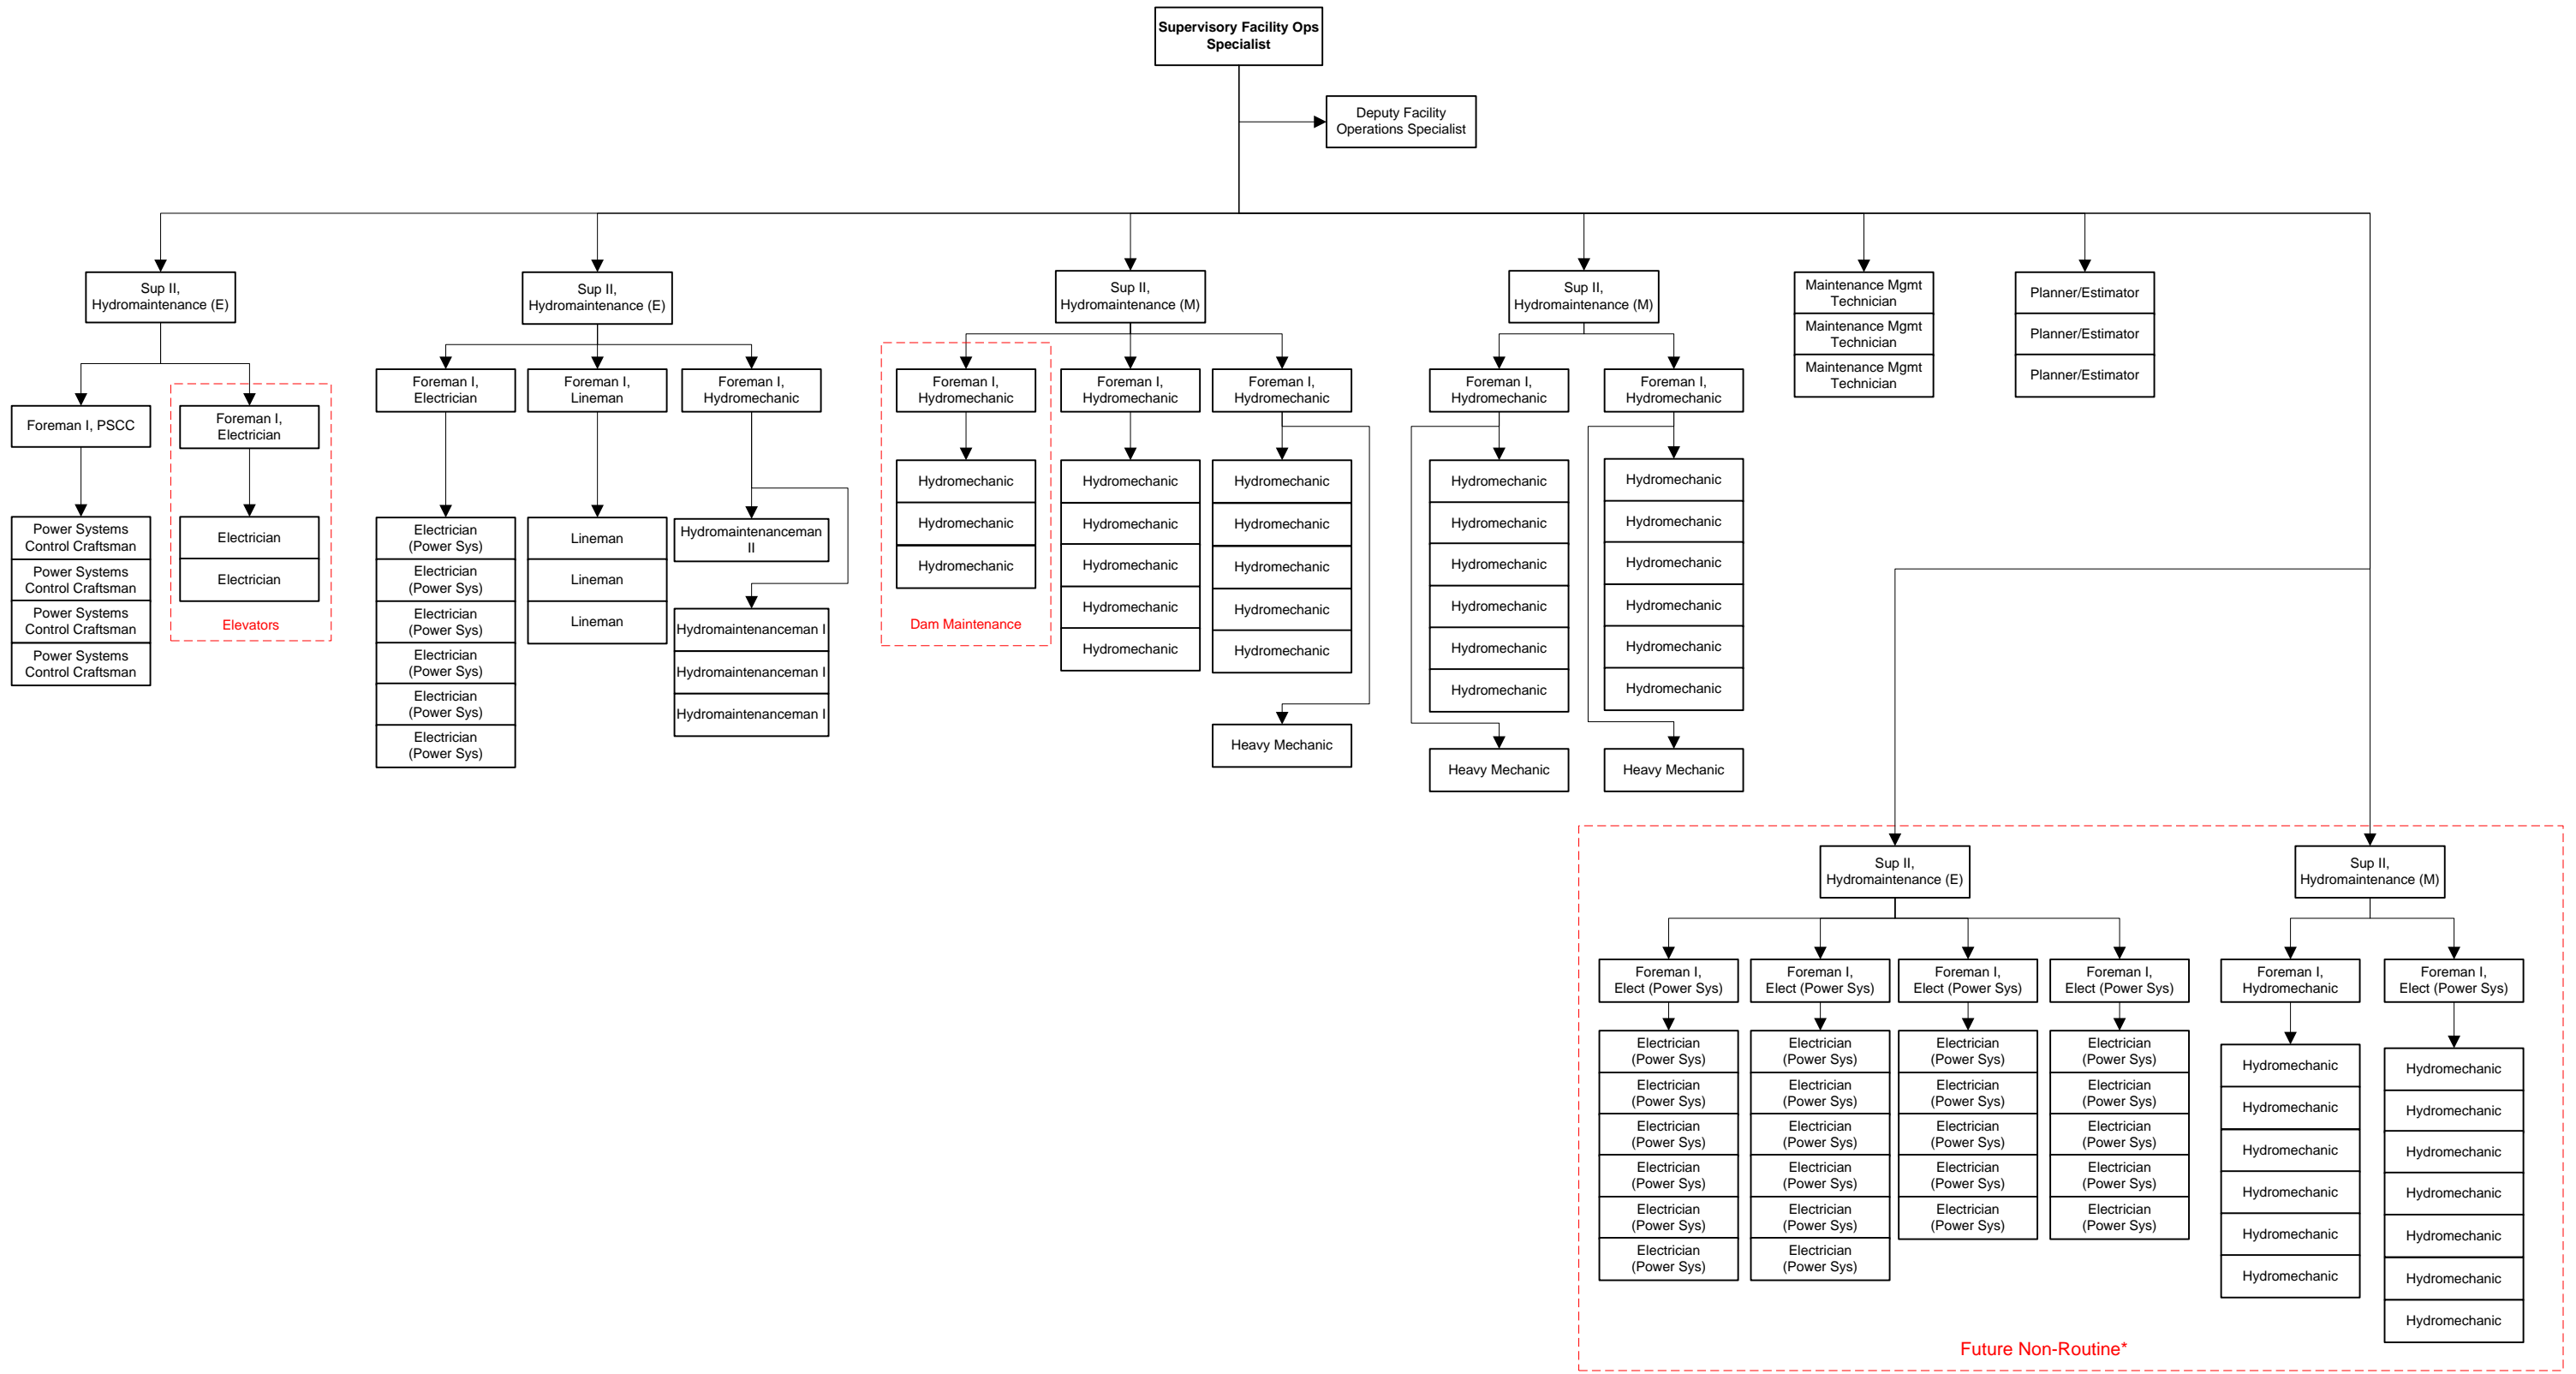 Supervisory Facility Ops
Specialist
Deputy Facility
Operations Specialist
Sup II,
Hydromaintenance (E)
Foreman I, PSCC
Power Systems
Control Craftsman
Power Systems
Control Craftsman
Power Systems
Control Craftsman
Power Systems
Control Craftsman
Foreman I,
Electrician
Electrician
Electrician
Elevators
Sup II,
Hydromaintenance (E)
Foreman I,
Electrician
Electrician
(Power Sys)
Electrician
(Power Sys)
Electrician
(Power Sys)
Electrician
(Power Sys)
Electrician
(Power Sys)
Electrician
(Power Sys)
Foreman I,
Lineman
Lineman
Lineman
Lineman
Foreman I,
Hydromechanic
Hydromaintenanceman
II
Hydromaintenanceman I
Hydromaintenanceman I
Hydromaintenanceman I
Sup II,
Hydromaintenance (M)
Foreman I,
Hydromechanic
Hydromechanic
Hydromechanic
Hydromechanic
Dam Maintenance
Foreman I,
Hydromechanic
Hydromechanic
Hydromechanic
Hydromechanic
Hydromechanic
Hydromechanic
Foreman I,
Hydromechanic
Hydromechanic
Hydromechanic
Hydromechanic
Hydromechanic
Hydromechanic
Heavy Mechanic
Sup II,
Hydromaintenance (M)
Foreman I,
Hydromechanic
Hydromechanic
Hydromechanic
Hydromechanic
Hydromechanic
Hydromechanic
Hydromechanic
Heavy Mechanic
Foreman I,
Hydromechanic
Hydromechanic
Hydromechanic
Hydromechanic
Hydromechanic
Hydromechanic
Hydromechanic
Heavy Mechanic
Maintenance Mgmt
Technician
Maintenance Mgmt
Technician
Maintenance Mgmt
Technician
Planner/Estimator
Planner/Estimator
Planner/Estimator
Sup II,
Hydromaintenance (E)
Foreman I,
Elect (Power Sys)
Electrician
(Power Sys)
Electrician
(Power Sys)
Electrician
(Power Sys)
Electrician
(Power Sys)
Electrician
(Power Sys)
Electrician
(Power Sys)
Foreman I,
Elect (Power Sys)
Electrician
(Power Sys)
Electrician
(Power Sys)
Electrician
(Power Sys)
Electrician
(Power Sys)
Electrician
(Power Sys)
Electrician
(Power Sys)
Foreman I,
Elect (Power Sys)
Electrician
(Power Sys)
Electrician
(Power Sys)
Electrician
(Power Sys)
Electrician
(Power Sys)
Electrician
(Power Sys)
Foreman I,
Elect (Power Sys)
Electrician
(Power Sys)
Electrician
(Power Sys)
Electrician
(Power Sys)
Electrician
(Power Sys)
Electrician
(Power Sys)
Sup II,
Hydromaintenance (M)
Foreman I,
Hydromechanic
Hydromechanic
Hydromechanic
Hydromechanic
Hydromechanic
Hydromechanic
Hydromechanic
Foreman I,
Elect (Power Sys)
Hydromechanic
Hydromechanic
Hydromechanic
Hydromechanic
Hydromechanic
Hydromechanic
Hydromechanic
Future Non-Routine*